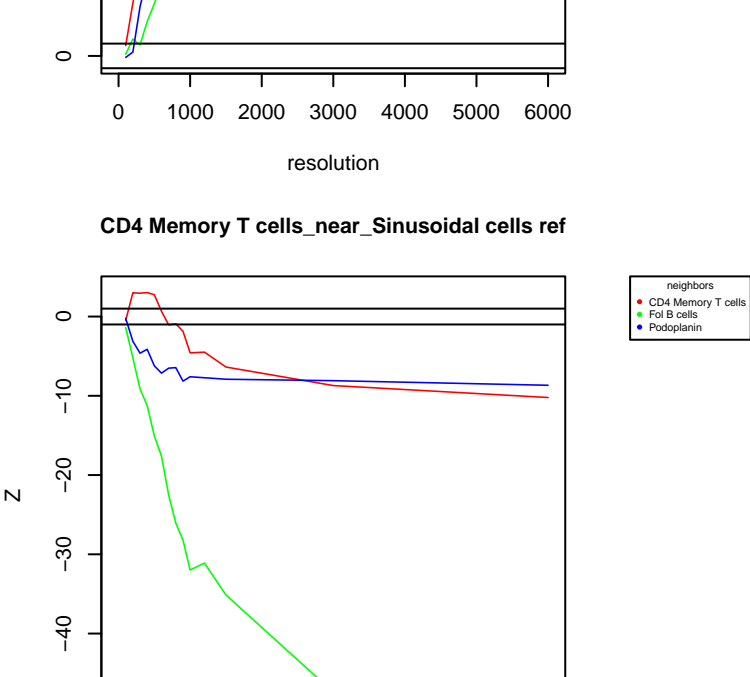 0
0 1000 2000 3000 4000 5000 6000
resolution
CD4 Memory T cells_near_Sinusoidal cells ref
neighbors
CD4 Memory T cells
Fol B cells
Podoplanin
0
−10
−20
−30
−40
Z